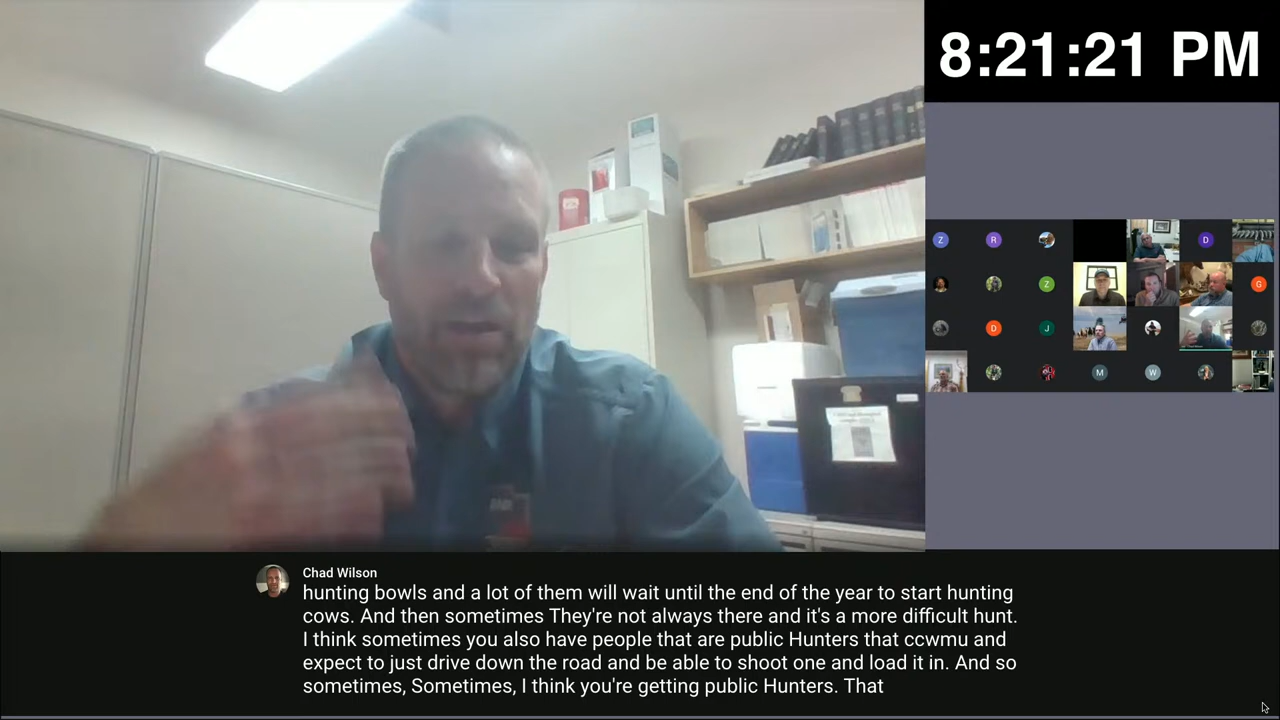 8:21:21 PM
Z
R
D
Z
G
D
J
M
W
Chad Wilson
hunting bowls and a lot of them will wait until the end of the year to start hunting
cows. And then sometimes They're not always there and it's a more difficult hunt.
I think sometimes you also have people that are public Hunters that ccwmu and
expect to just drive down the road and be able to shoot one and load it in. And so
sometimes, Sometimes, I think you're getting public Hunters. That